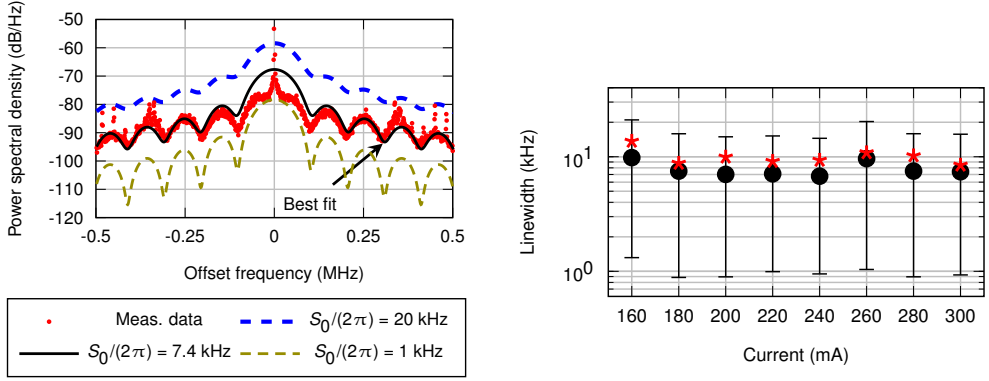 Power spectral density (dB/Hz)
-50
-60
-70
-80
-90
-100
-110
-120
-0.5
-0.25
0
0.25
0.5
Best fit
Offset frequency (MHz)
Meas. data
S0/(2π) = 20 kHz
S0/(2π) = 7.4 kHz
S0/(2π) = 1 kHz
Linewidth (kHz)
10^1
10^0
160
180
200
220
240
260
280
300
Current (mA)